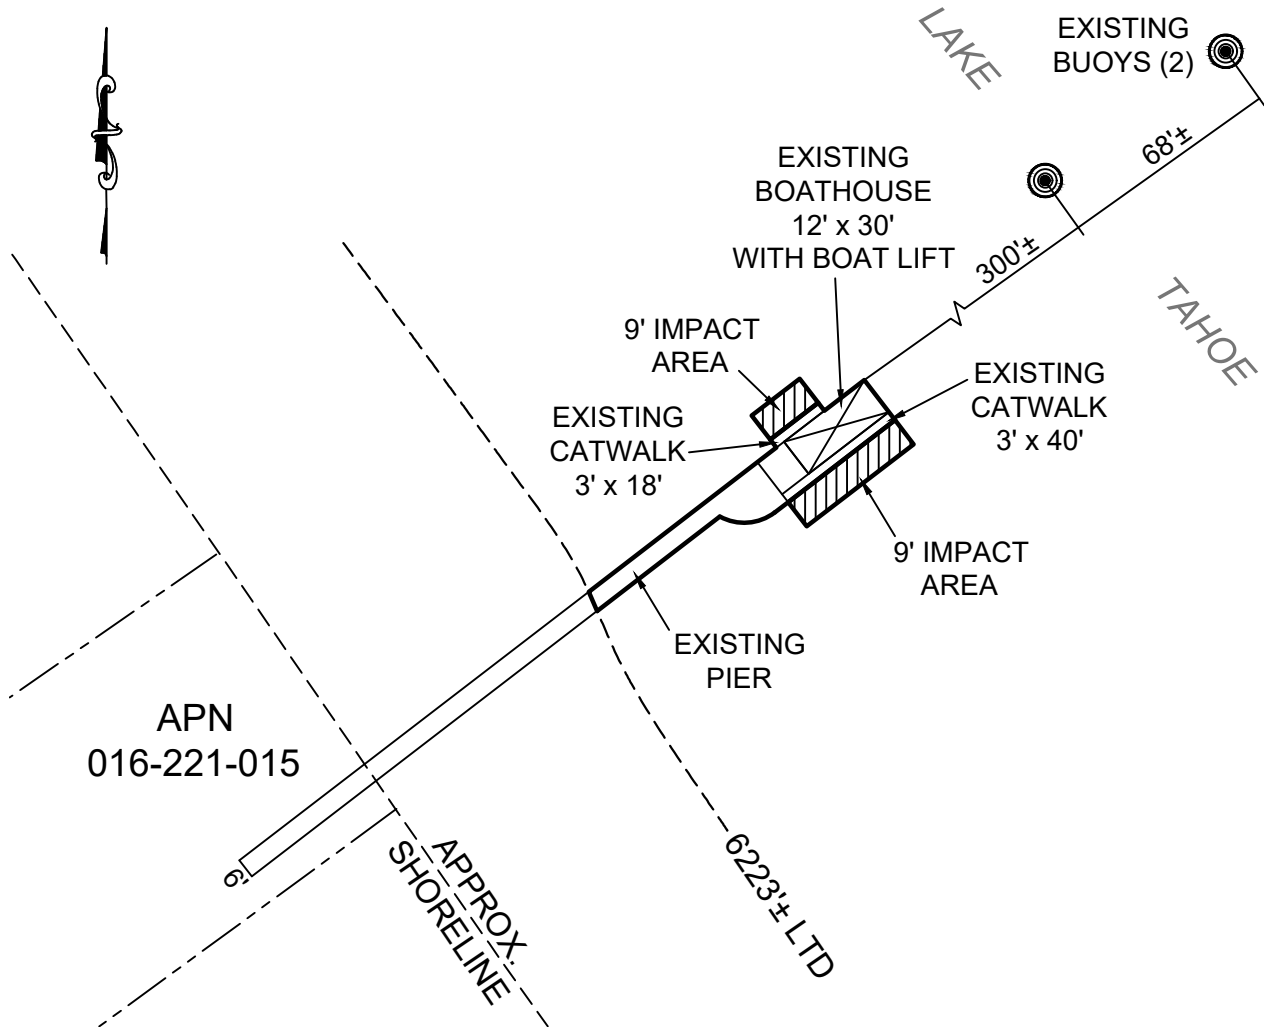 LAKE
EXISTING
BUOYS (2)
68'±
EXISTING
BOATHOUSE
12' x 30'
WITH BOAT LIFT
300'±
TAHOE
9' IMPACT
AREA
EXISTING
CATWALK
3' x 40'
EXISTING
CATWALK
3' x 18'
9' IMPACT
AREA
EXISTING
PIER
APN
016-221-015
6'
APPROX.
SHORELINE
6223'± LTD